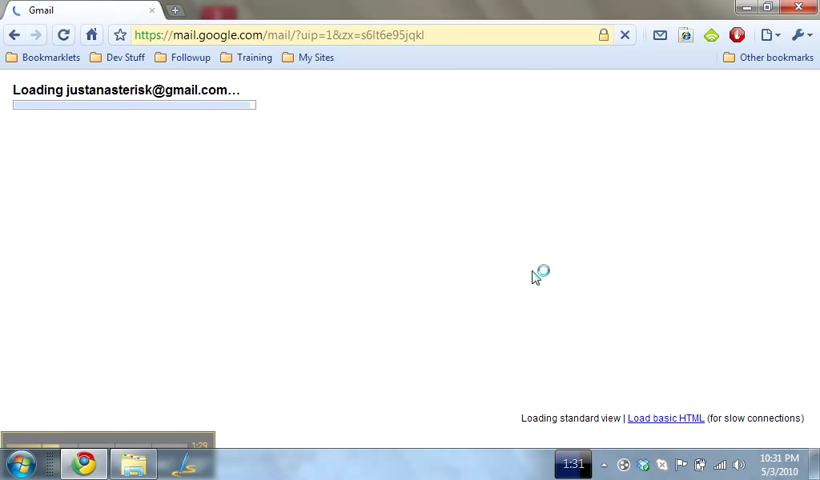 Gmail
https://mail.google.com/mail/?uip=1&zx=s6lt6e95jqkl
Bookmarklets Dev Stuff Followup Training My Sites Other bookmarks
Loading justanasterisk@gmail.com...
Loading standard view | Load basic HTML (for slow connections)
1:29
1:31
10:31 PM
5/3/2010